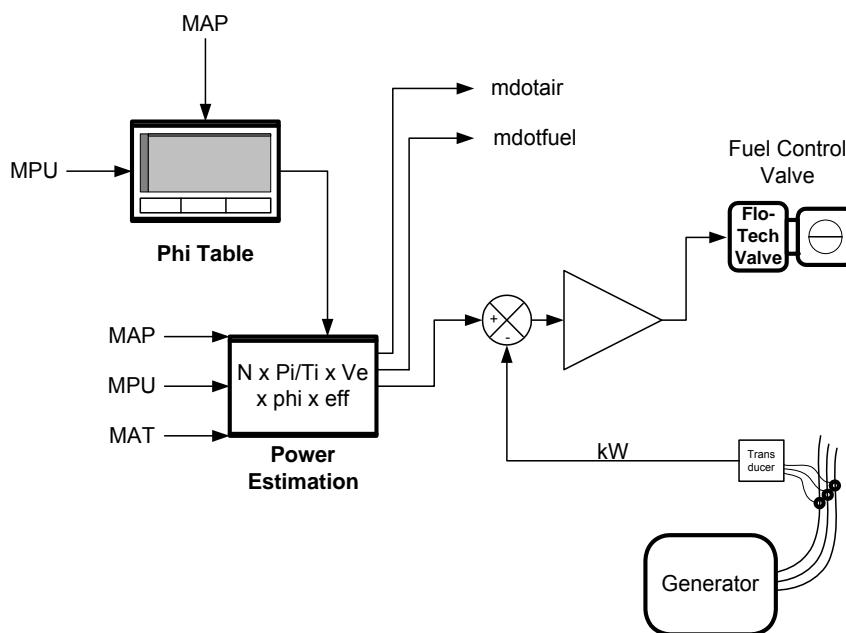 MAP
mdotair
mdotfuel
MPU
Phi Table
Fuel Control
Valve
Flo-
Tech
Valve
MAP
MPU
MAT
N x Pi/Ti x Ve
x phi x eff
Power
Estimation
+
-
kW
Trans
ducer
Generator